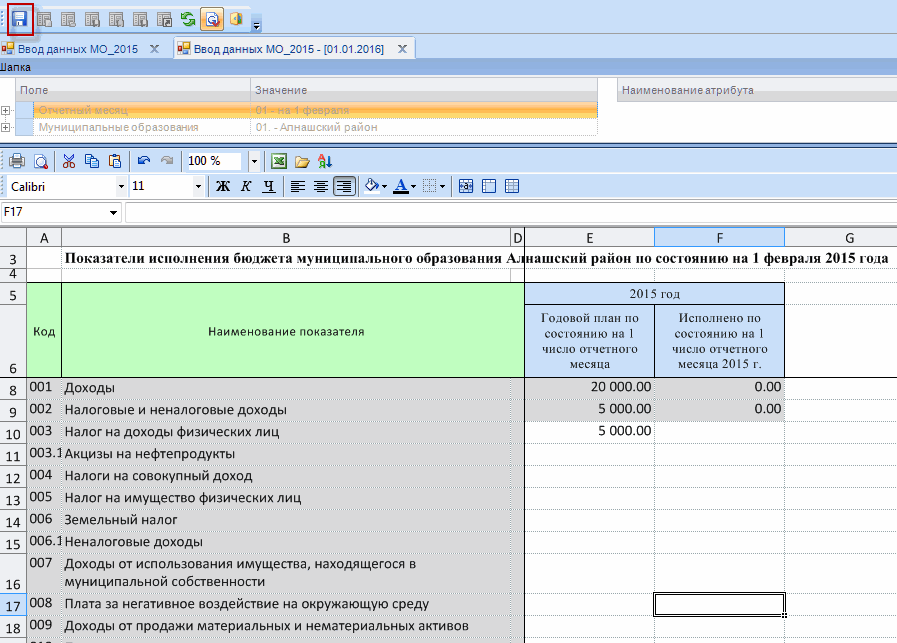 Ввод данных МО_2015
Ввод данных МО_2015 - [01.01.2016]
Шапка
Поле Значение Наименование атрибута
Отчетный месяц 01 - на 1 февраля
Муниципальные образования 01. - Алнашский район
100 %
Calibri 11 Ж К Ч
F17
A B D E F G
3 Показатели исполнения бюджета муниципального образования Алнашский район по состоянию на 1 февраля 2015 года
4
5 2015 год
6 Код Наименование показателя
Годовой план по
состоянию на 1
число отчетного
месяца
Исполнено по
состоянию на 1
число отчетного
месяца 2015 г.
8 001 Доходы 20 000.00 0.00
9 002 Налоговые и неналоговые доходы 5 000.00 0.00
10 003 Налог на доходы физических лиц 5 000.00
11 003.1 Акцизы на нефтепродукты
12 004 Налоги на совокупный доход
13 005 Налог на имущество физических лиц
14 006 Земельный налог
15 006.1 Неналоговые доходы
16 007 Доходы от использования имущества, находящегося в
муниципальной собственности
17 008 Плата за негативное воздействие на окружающую среду
18 009 Доходы от продажи материальных и нематериальных активов